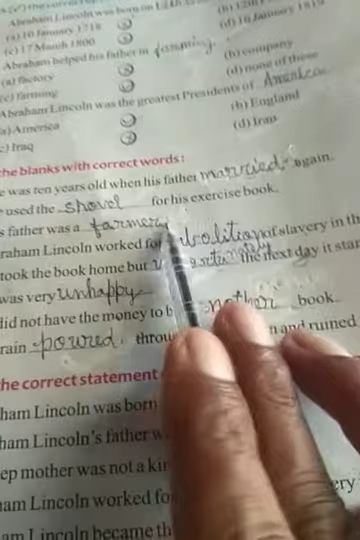 Abraham Lincoln was born on 12th
(a) 10 January 1718
(c) 17 March 1800 (d) 10 January 1819
Abraham helped his father in farming.
(a) factory (b) company
(c) farming (d) none of these
Abraham Lincoln was the greatest Presidents of America
(a) America (b) England
(c) Iraq (d) Iran
the blanks with correct words:
e was ten years old when his father married again.
used the shovel for his exercise book.
s father was a farmer
raham Lincoln worked for abolition of slavery in th
took the book home but the next day it star
was very unhappy
did not have the money to b another book
rain poured throu n and ruined
he correct statement
ham Lincoln was born
ham Lincoln's father w
ep mother was not a kin
ham Lincoln worked fo ery
am Lincoln became th